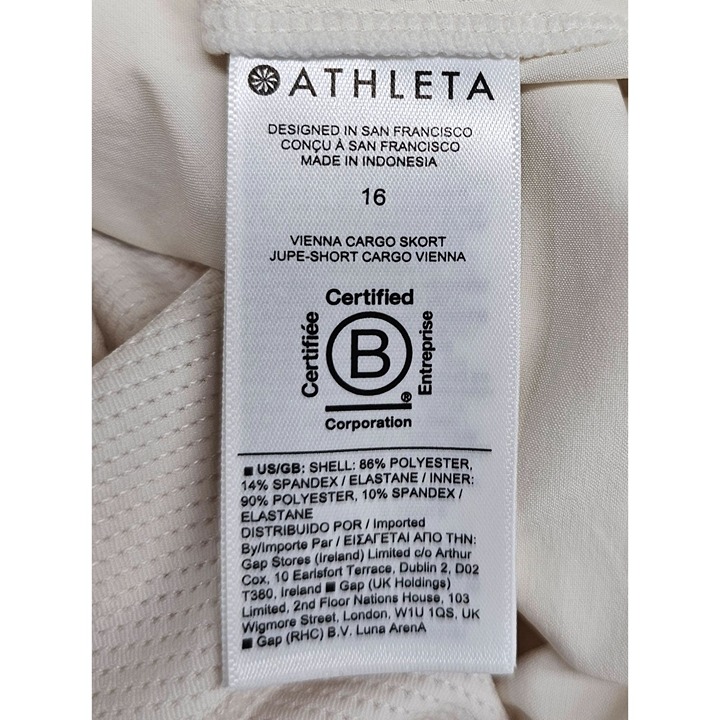 ATHLETA
DESIGNED IN SAN FRANCISCO
CONÇU À SAN FRANCISCO
MADE IN INDONESIA
16
VIENNA CARGO SKORT
JUPE-SHORT CARGO VIENNA
Certified
Certifiée
B
Entreprise
®
Corporation
■ US/GB: SHELL: 86% POLYESTER,
14% SPANDEX / ELASTANE / INNER:
90% POLYESTER, 10% SPANDEX /
ELASTANE
DISTRIBUIDO POR / Imported
By/Importe Par / ΕΙΣΑΓΕΤΑΙ ΑΠΟ ΤΗΝ:
Gap Stores (Ireland) Limited c/o Arthur
Cox, 10 Earlsfort Terrace, Dublin 2, D02
T380, Ireland ■ Gap (UK Holdings)
Limited, 2nd Floor Nations House, 103
Wigmore Street, London, W1U 1QS, UK
■ Gap (RHC) B.V. Luna ArenA